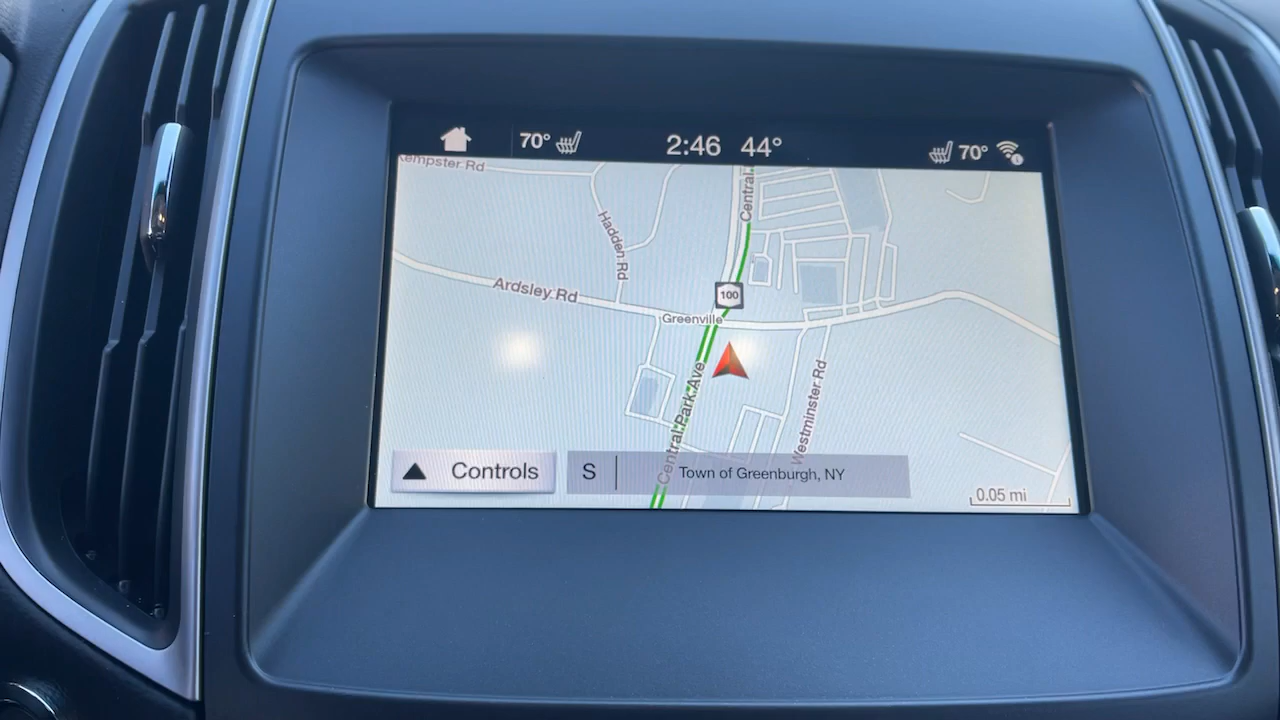 70°
2:46 44°
70°
Kempster Rd
Central
Hadden Rd
Ardsley Rd
100
Greenville
Central Park Ave
Westminster Rd
Controls
S
Town of Greenburgh, NY
0.05 mi